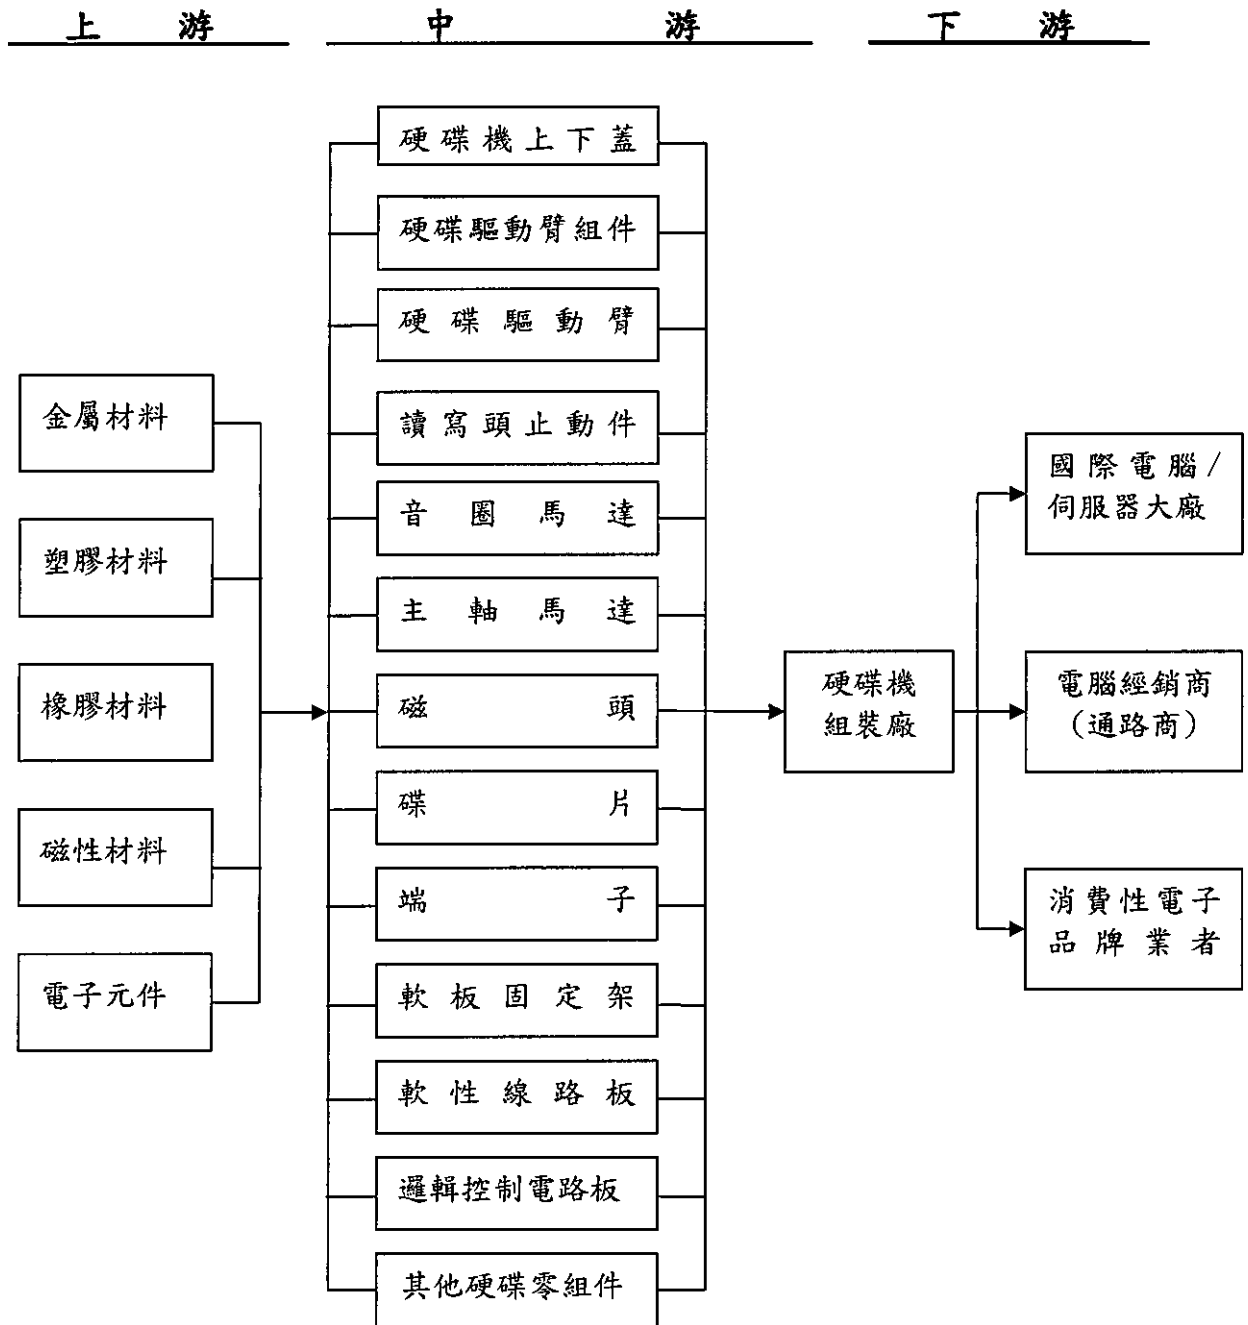 上游
中游
下游
金屬材料
塑膠材料
橡膠材料
磁性材料
電子元件
硬碟機上下蓋
硬碟驅動臂組件
硬碟驅動臂
讀寫頭止動件
音圈馬達
主軸馬達
磁頭
碟片
端子
軟板固定架
軟性線路板
邏輯控制電路板
其他硬碟零組件
硬碟機
組裝廠
國際電腦/
伺服器大廠
電腦經銷商
(通路商)
消費性電子
品牌業者